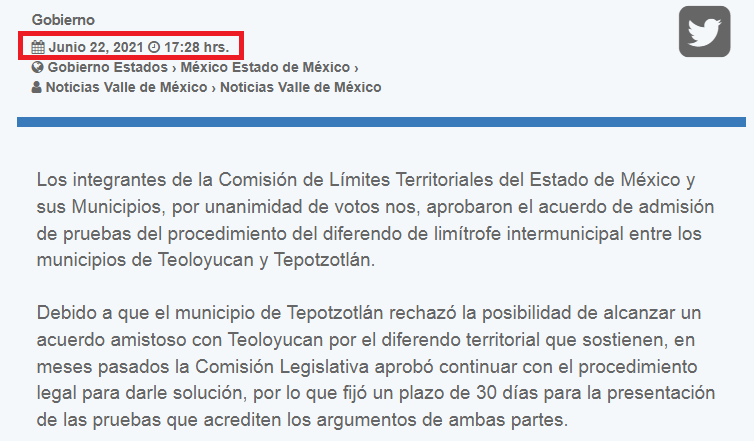 Gobierno
Junio 22, 2021 17:28 hrs.
Gobierno Estados › México Estado de México ›
Noticias Valle de México › Noticias Valle de México
Los integrantes de la Comisión de Límites Territoriales del Estado de México y
sus Municipios, por unanimidad de votos nos, aprobaron el acuerdo de admisión
de pruebas del procedimiento del diferendo de limítrofe intermunicipal entre los
municipios de Teoloyucan y Tepotzotlán.
Debido a que el municipio de Tepotzotlán rechazó la posibilidad de alcanzar un
acuerdo amistoso con Teoloyucan por el diferendo territorial que sostienen, en
meses pasados la Comisión Legislativa aprobó continuar con el procedimiento
legal para darle solución, por lo que fijó un plazo de 30 días para la presentación
de las pruebas que acrediten los argumentos de ambas partes.